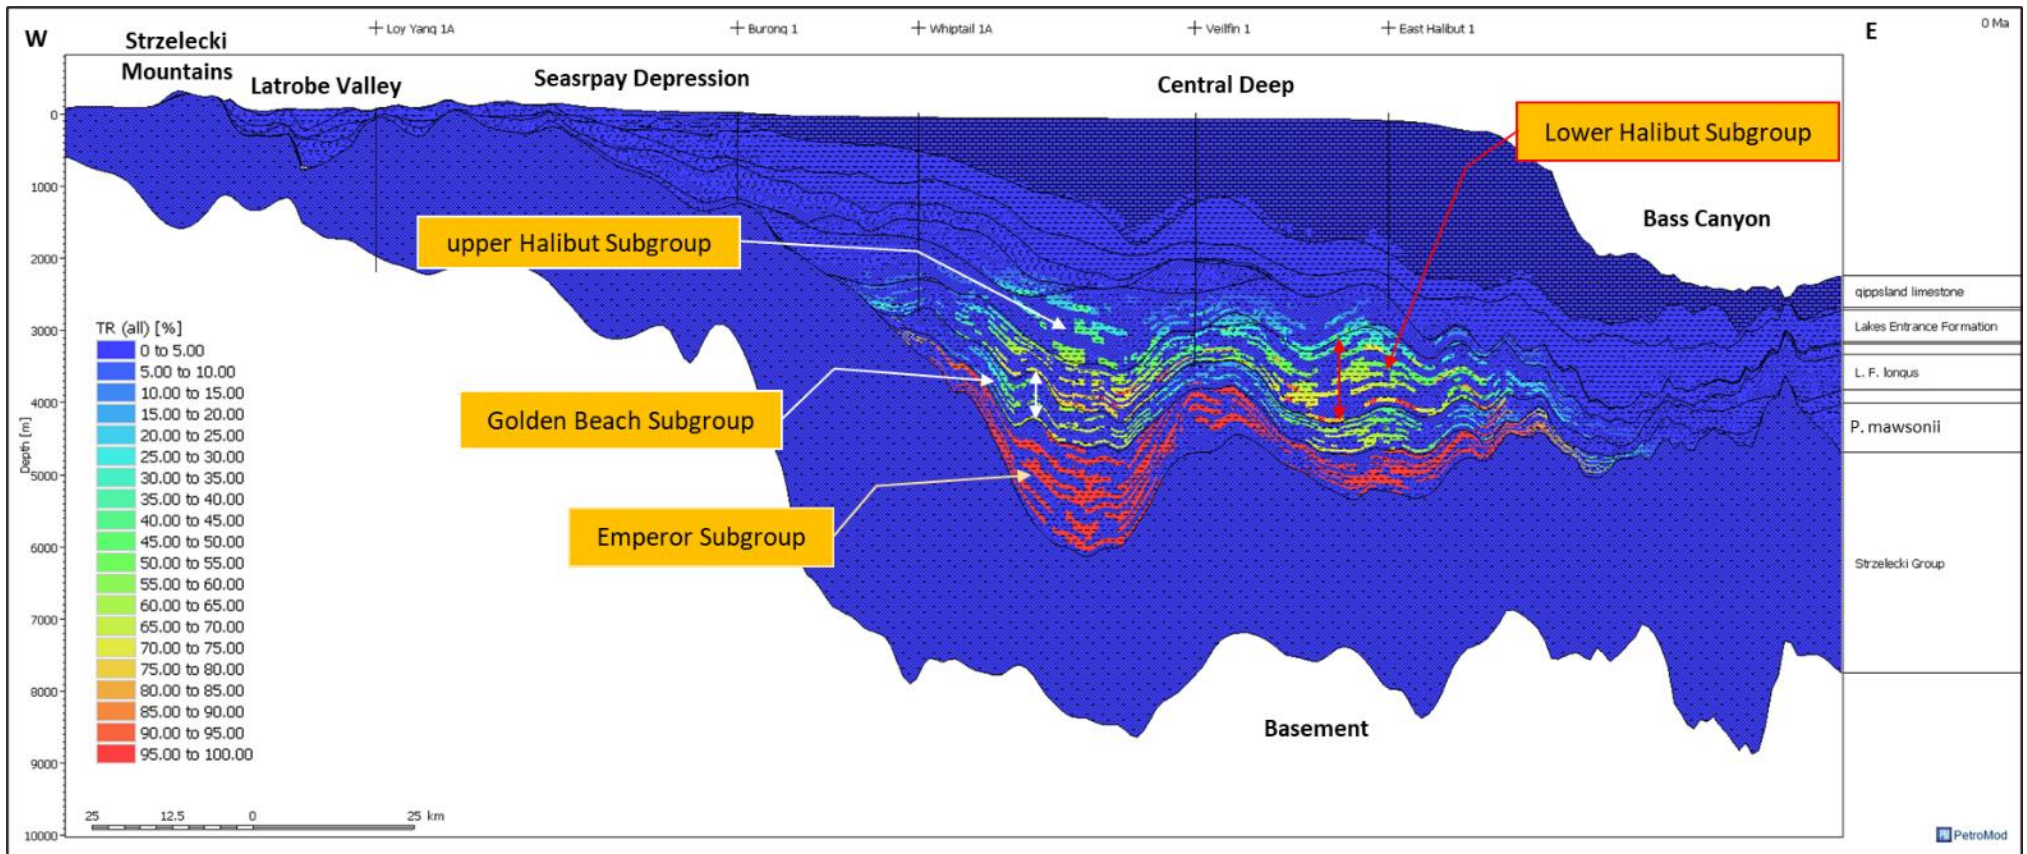 W
Strzelecki
Mountains
Latrobe Valley
Loy Yang 1A
Seasrpay Depression
Burong 1
Whiptail 1A
Central Deep
Veilfin 1
East Halibut 1
E
0 Ma
Lower Halibut Subgroup
Bass Canyon
upper Halibut Subgroup
Golden Beach Subgroup
Emperor Subgroup
Basement
gippsland limestone
Lakes Entrance Formation
L. F. longus
P. mawsonii
Strzelecki Group
Depth [m]
0
1000
2000
3000
4000
5000
6000
7000
8000
9000
10000
TR (all) [%]
0 to 5.00
5.00 to 10.00
10.00 to 15.00
15.00 to 20.00
20.00 to 25.00
25.00 to 30.00
30.00 to 35.00
35.00 to 40.00
40.00 to 45.00
45.00 to 50.00
50.00 to 55.00
55.00 to 60.00
60.00 to 65.00
65.00 to 70.00
70.00 to 75.00
75.00 to 80.00
80.00 to 85.00
85.00 to 90.00
90.00 to 95.00
95.00 to 100.00
25 12.5 0 25 km
PetroMod